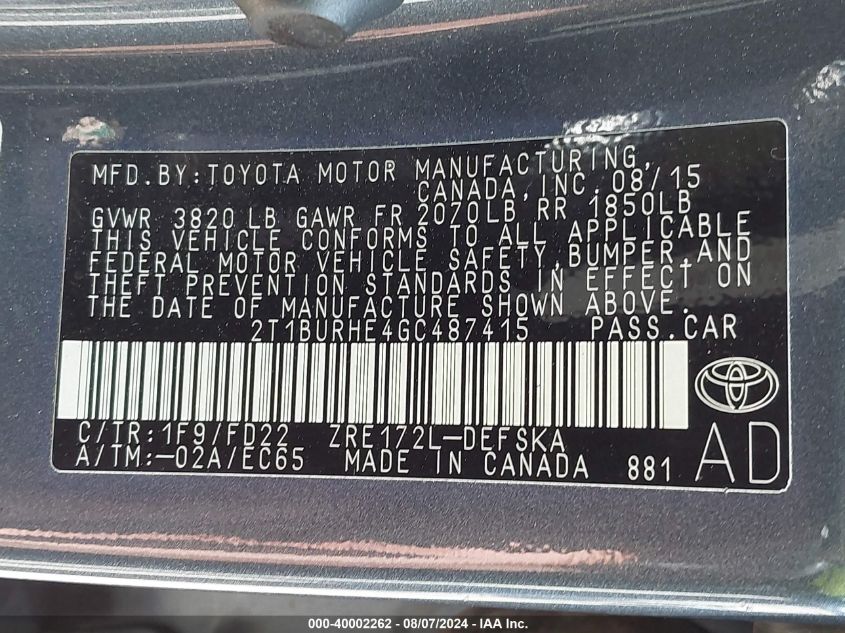 MFD.BY:TOYOTA MOTOR MANUFACTURING,
CANADA,INC. 08/15
GVWR 3820 LB GAWR FR 2070LB RR 1850LB
THIS VEHICLE CONFORMS TO ALL APPLICABLE
FEDERAL MOTOR VEHICLE SAFETY,BUMPER,AND
THEFT PREVENTION STANDARDS IN EFFECT ON
THE DATE OF MANUFACTURE SHOWN ABOVE.
2T1BURHE4GC487415 PASS.CAR
C/TR:1F9/FD22 ZRE172L-DEFSKA
A/TM:-02A/EC65 MADE IN CANADA 881
AD
000-40002262 - 08/07/2024 - IAA Inc.